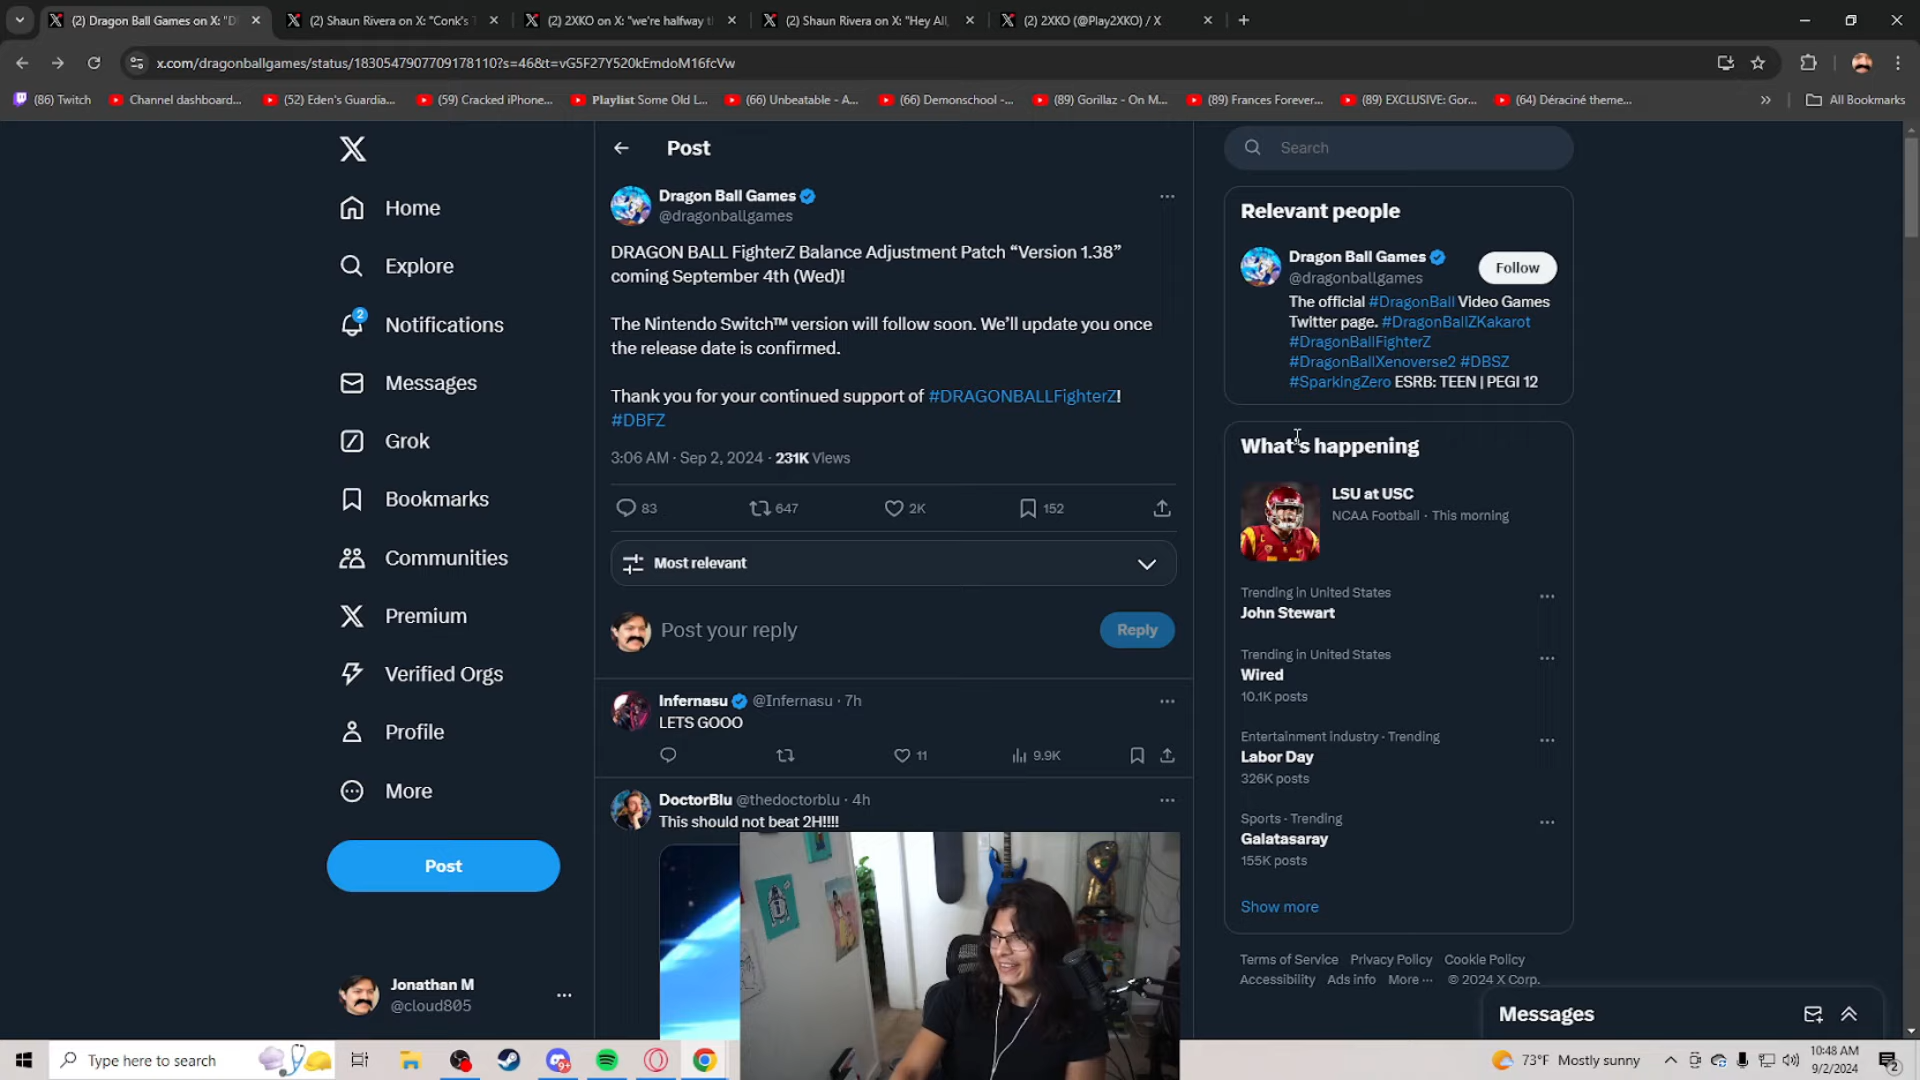 (2) Dragon Ball Games on X: "D
(2) Shaun Rivera on X: "Conk's T
(2) 2XKO on X: "we're halfway t
(2) Shaun Rivera on X: "Hey All,
(2) 2XKO (@Play2XKO) / X
x.com/dragonballgames/status/1830547907709178110?s=46&t=vG5F27Y520kEmdoM16fcVw
(86) Twitch
Channel dashboard...
(52) Eden's Guardia...
(59) Cracked iPhone...
Playlist Some Old L...
(66) Unbeatable - A...
(66) Demonschool -...
(89) Gorillaz - On M...
(89) Frances Forever...
(89) EXCLUSIVE: Gor...
(64) Déraciné theme...
All Bookmarks
Home
Explore
2
Notifications
Messages
Grok
Bookmarks
Communities
Premium
Verified Orgs
Profile
More
Post
Jonathan M
@cloud805
Post
Dragon Ball Games
@dragonballgames
DRAGON BALL FighterZ Balance Adjustment Patch “Version 1.38”
coming September 4th (Wed)!
The Nintendo Switch™ version will follow soon. We’ll update you once
the release date is confirmed.
Thank you for your continued support of #DRAGONBALLFighterZ!
#DBFZ
3:06 AM · Sep 2, 2024 · 231K Views
83 647 2K 152
Most relevant
Post your reply
Reply
Infernasu @Infernasu · 7h
LETS GOOO
11 9.9K
DoctorBlu @thedoctorblu · 4h
This should not beat 2H!!!!
Search
Relevant people
Dragon Ball Games
@dragonballgames
Follow
The official #DragonBall Video Games
Twitter page. #DragonBallZKakarot
#DragonBallFighterZ
#DragonBallXenoverse2 #DBSZ
#SparkingZero ESRB: TEEN | PEGI 12
What's happening
LSU at USC
NCAA Football · This morning
Trending in United States
John Stewart
Trending in United States
Wired
10.1K posts
Entertainment industry · Trending
Labor Day
326K posts
Sports · Trending
Galatasaray
155K posts
Show more
Terms of Service Privacy Policy Cookie Policy
Accessibility Ads info More ··· © 2024 X Corp.
Messages
Type here to search
9+
73°F Mostly sunny
10:48 AM
9/2/2024
2